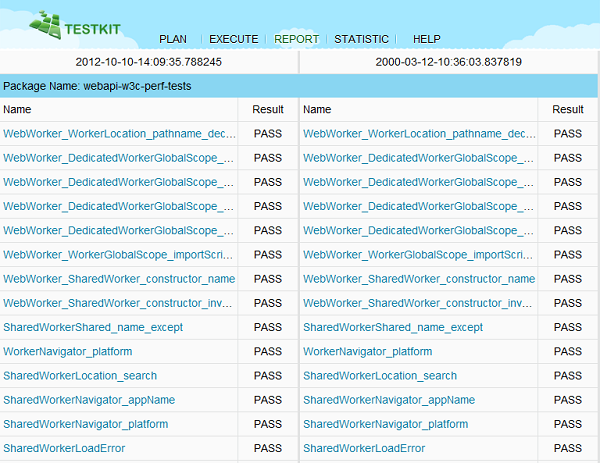 TESTKIT
PLAN EXECUTE REPORT STATISTIC HELP
2012-10-10-14:09:35.788245 2000-03-12-10:36:03.837819
Package Name: webapi-w3c-perf-tests
Name Result Name Result
WebWorker_WorkerLocation_pathname_dec... PASS WebWorker_WorkerLocation_pathname_dec... PASS
WebWorker_DedicatedWorkerGlobalScope_... PASS WebWorker_DedicatedWorkerGlobalScope_... PASS
WebWorker_DedicatedWorkerGlobalScope_... PASS WebWorker_DedicatedWorkerGlobalScope_... PASS
WebWorker_DedicatedWorkerGlobalScope_... PASS WebWorker_DedicatedWorkerGlobalScope_... PASS
WebWorker_DedicatedWorkerGlobalScope_... PASS WebWorker_DedicatedWorkerGlobalScope_... PASS
WebWorker_WorkerGlobalScope_importScri... PASS WebWorker_WorkerGlobalScope_importScri... PASS
WebWorker_SharedWorker_constructor_name PASS WebWorker_SharedWorker_constructor_name PASS
WebWorker_SharedWorker_constructor_inv... PASS WebWorker_SharedWorker_constructor_inv... PASS
SharedWorkerShared_name_except PASS SharedWorkerShared_name_except PASS
WorkerNavigator_platform PASS WorkerNavigator_platform PASS
SharedWorkerLocation_search PASS SharedWorkerLocation_search PASS
SharedWorkerNavigator_appName PASS SharedWorkerNavigator_appName PASS
SharedWorkerNavigator_platform PASS SharedWorkerNavigator_platform PASS
SharedWorkerLoadError PASS SharedWorkerLoadError PASS